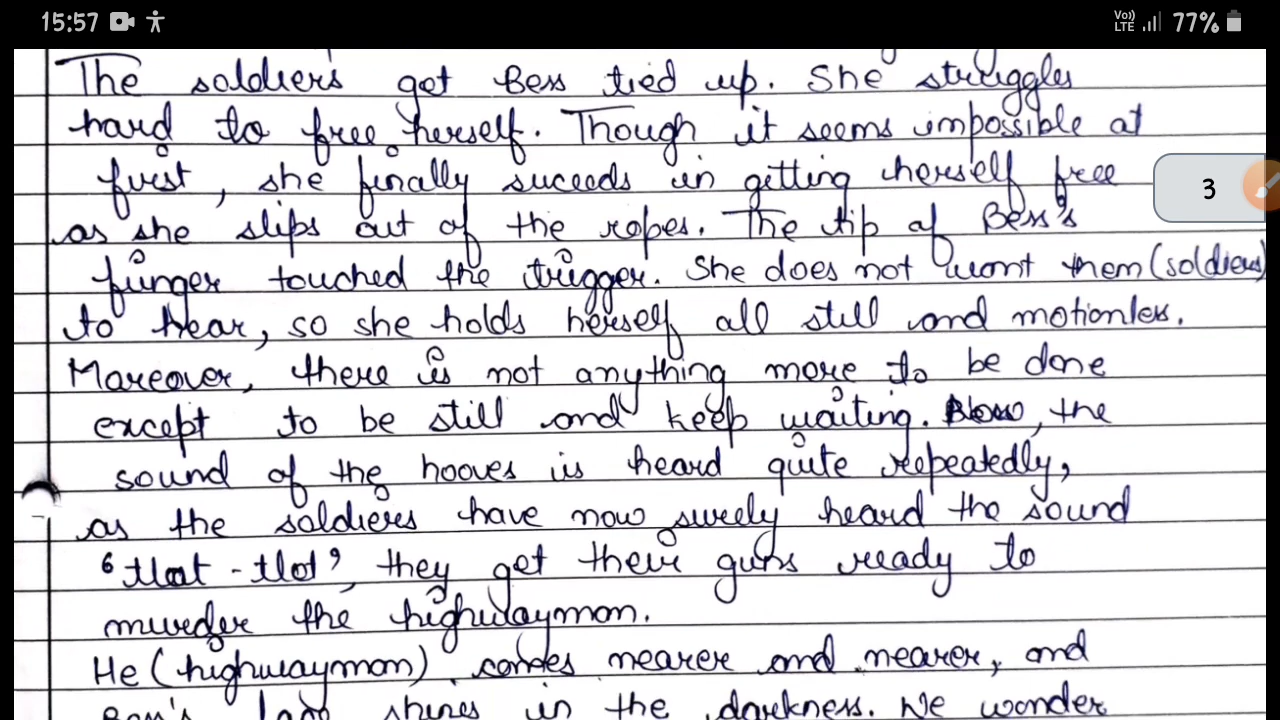 15:57 Vo)) LTE 77%
The soldiers get Bess tied up. She struggles
hard to free herself. Though it seems impossible at
first, she finally suceeds in getting herself free
as she slips out of the ropes. The tip of Bess's
finger touched the trigger. She does not want them (soldiers)
to hear, so she holds herself all still and motionless.
Moreover, there is not anything more to be done
except to be still and keep waiting. Now, the
sound of the hooves is heard quite repeatedly,
as the soldiers have now surely heard the sound
'tlot - tlot', they get their guns ready to
murder the highwayman.
He (highwayman) comes nearer and nearer, and
Bess's face shines in the darkness. We wonder
3